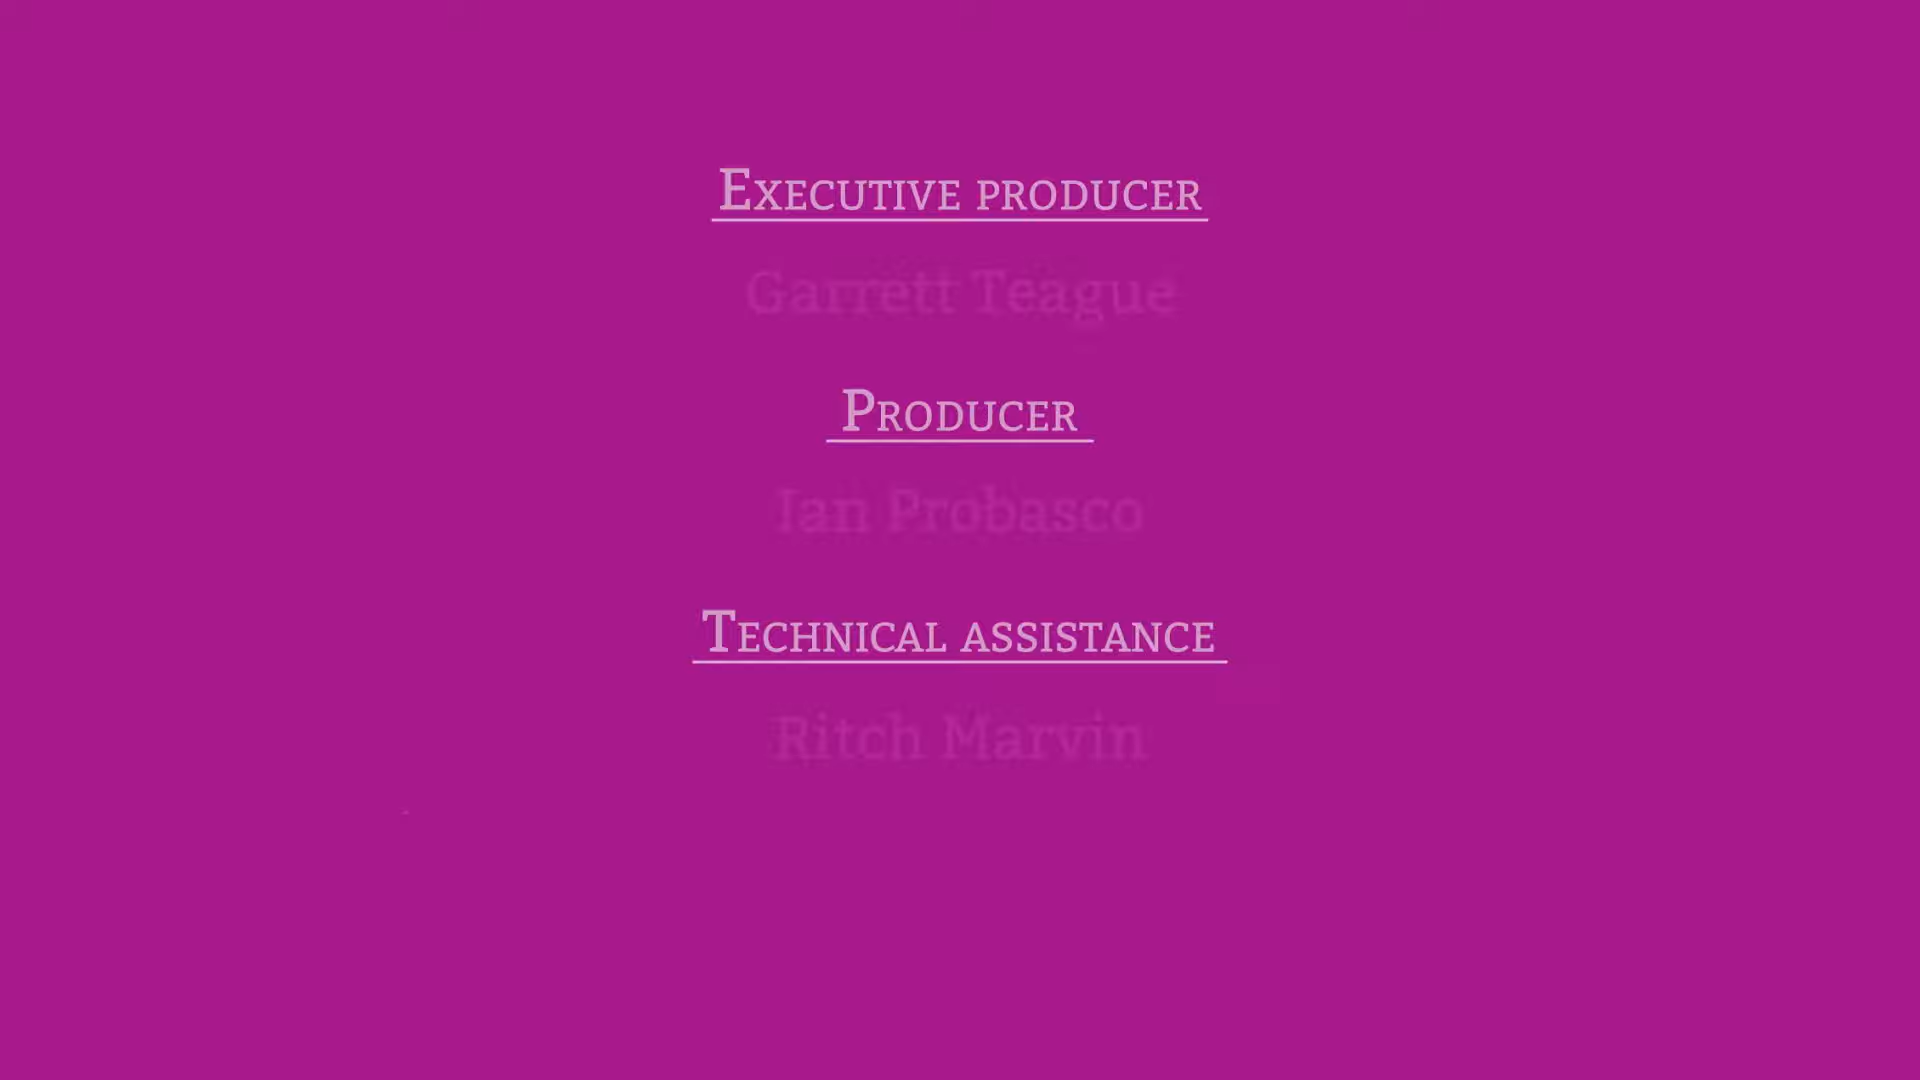 Executive producer
Garrett Teague
Producer
Ian Probasco
Technical assistance
Ritch Marvin